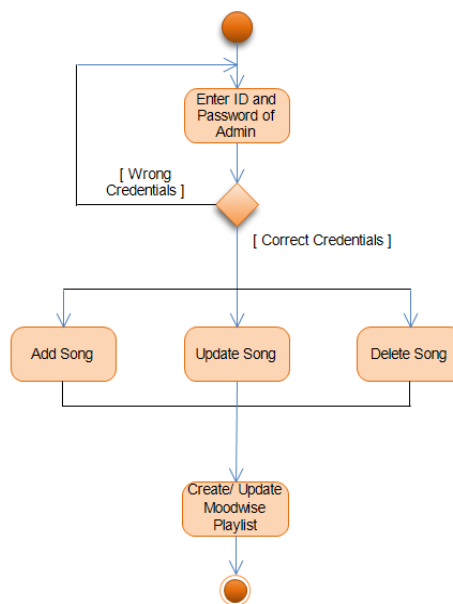 Enter ID and
Password of
Admin
[ Wrong
Credentials ]
[ Correct Credentials ]
Add Song
Update Song
Delete Song
Create/ Update
Moodwise
Playlist